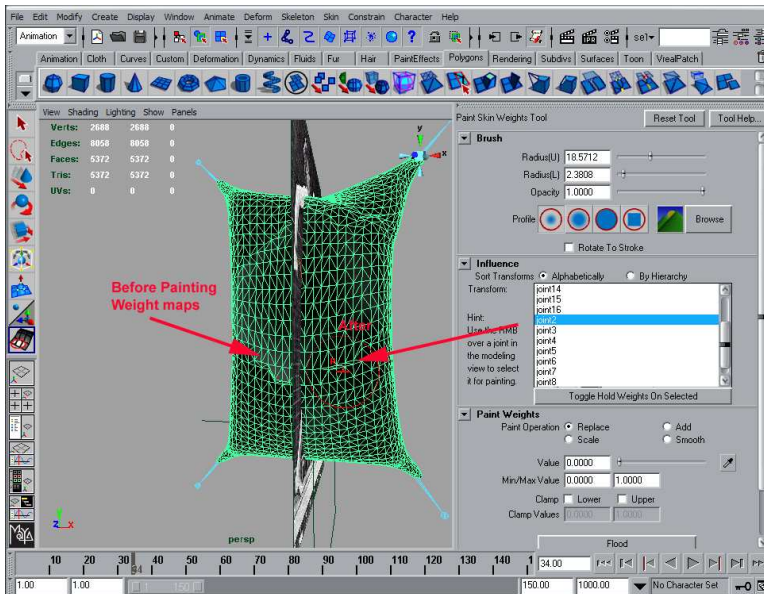 File Edit Modify Create Display Window Animate Deform Skeleton Skin Constrain Character Help
Animation sel-
Animation Cloth Curves Custom Deformation Dynamics Fluids Fur Hair PaintEffects Polygons Rendering Subdivs Surfaces Toon VrealPatch
View Shading Lighting Show Panels
Verts: 2688 2688 0
Edges: 8058 8058 0
Faces: 5372 5372 0
Tris: 5372 5372 0
UVs: 0 0 0
y
x
Before Painting
Weight maps
After
z x
persp
Paint Skin Weights Tool Reset Tool Tool Help...
Brush
Radius(U) 18.5712
Radius(L) 2.3808
Opacity 1.0000
Profile Browse
Rotate To Stroke
Influence
Sort Transforms Alphabetically By Hierarchy
Transform:
joint14
joint15
joint16
joint2
joint3
joint4
joint5
joint6
joint7
joint8
Hint:
Use the RMB
over a joint in
the modeling
view to select
it for painting.
Toggle Hold Weights On Selected
Paint Weights
Paint Operation Replace Add
Scale Smooth
Value 0.0000
Min/Max Value 0.0000 1.0000
Clamp Lower Upper
Clamp Values 0.0000 1.0000
Flood
MAYA
10 20 30 40 50 60 70 80 90 100 110 120 130 140 1 34.00
34
1.00 1.00 1 150 150.00 1000.00 No Character Set